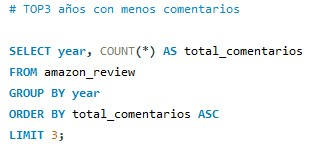 # TOP3 años con menos comentarios
SELECT year, COUNT(*) AS total_comentarios
FROM amazon_review
GROUP BY year
ORDER BY total_comentarios ASC
LIMIT 3;